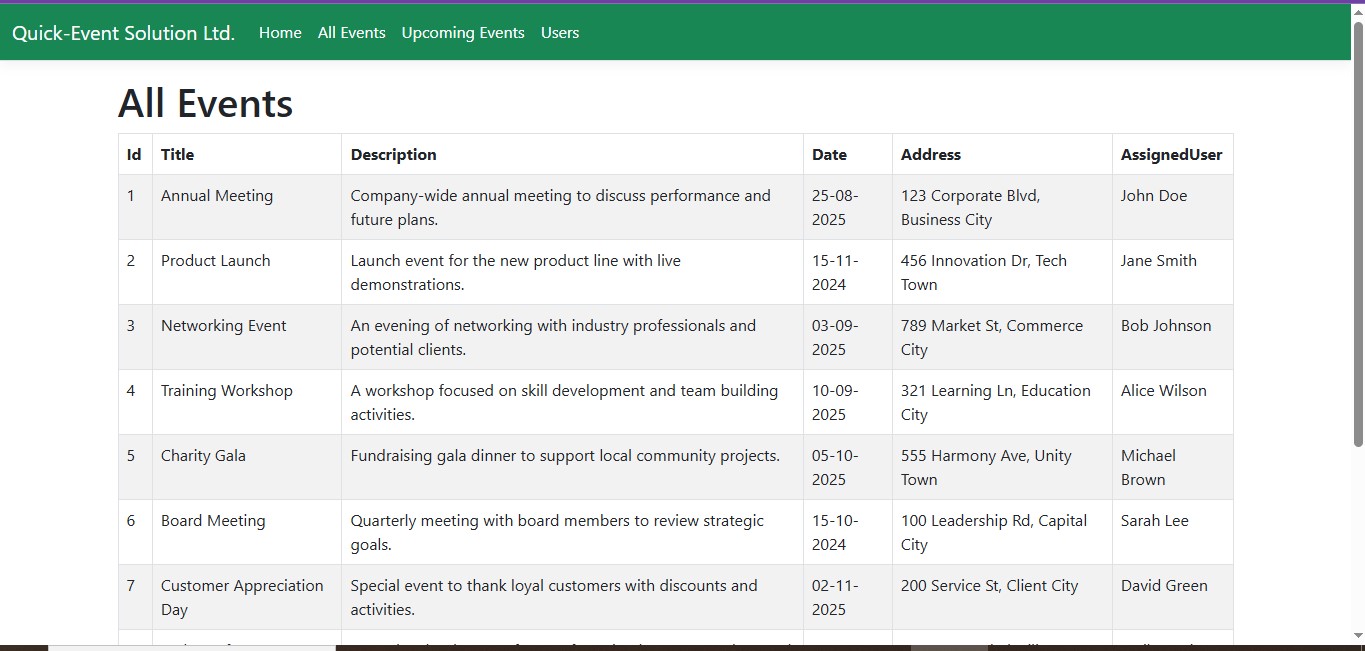 Quick-Event Solution Ltd. Home All Events Upcoming Events Users
All Events
Id Title Description Date Address AssignedUser
1 Annual Meeting Company-wide annual meeting to discuss performance and 25-08- 123 Corporate Blvd, John Doe
future plans. 2025 Business City
2 Product Launch Launch event for the new product line with live 15-11- 456 Innovation Dr, Tech Jane Smith
demonstrations. 2024 Town
3 Networking Event An evening of networking with industry professionals and 03-09- 789 Market St, Commerce Bob Johnson
potential clients. 2025 City
4 Training Workshop A workshop focused on skill development and team building 10-09- 321 Learning Ln, Education Alice Wilson
activities. 2025 City
5 Charity Gala Fundraising gala dinner to support local community projects. 05-10- 555 Harmony Ave, Unity Michael
2025 Town Brown
6 Board Meeting Quarterly meeting with board members to review strategic 15-10- 100 Leadership Rd, Capital Sarah Lee
goals. 2024 City
7 Customer Appreciation Special event to thank loyal customers with discounts and 02-11- 200 Service St, Client City David Green
Day activities. 2025